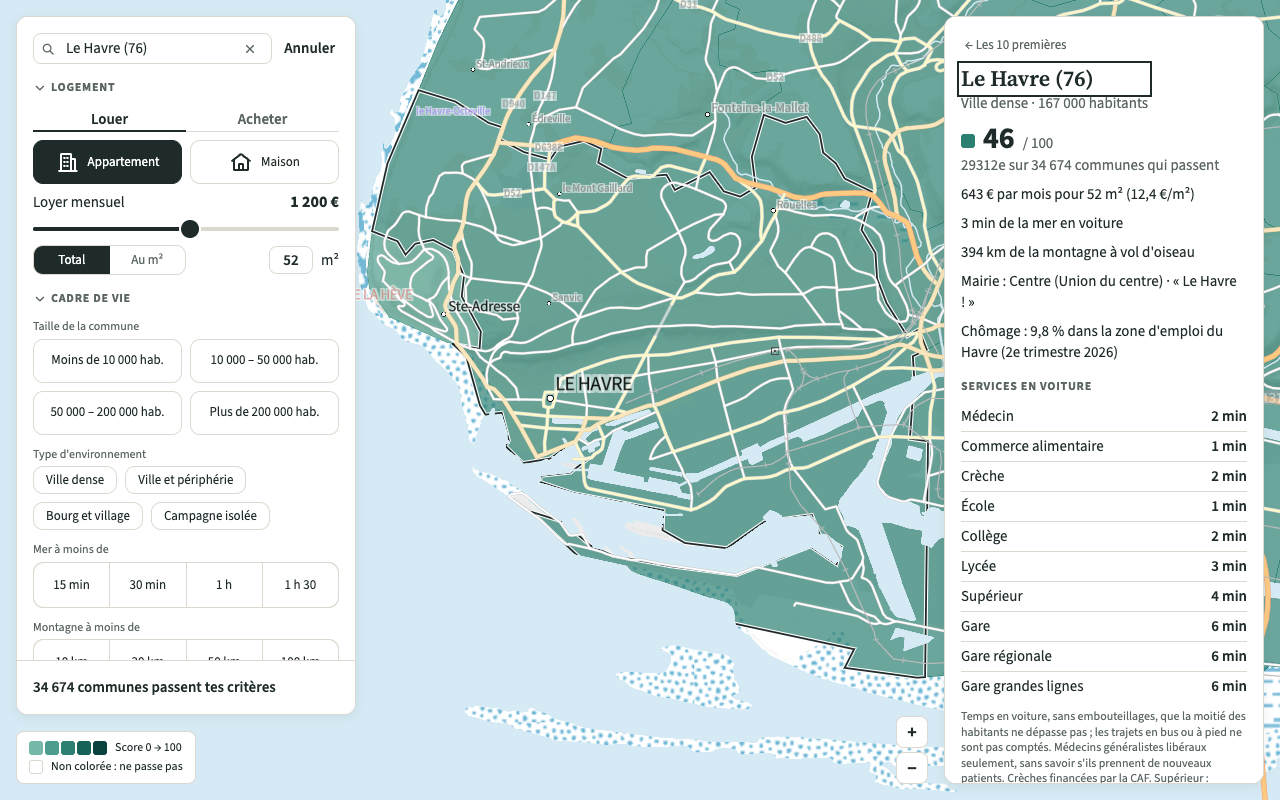 Le Havre (76)
Annuler
LOGEMENT
Louer
Acheter
Appartement
Maison
Loyer mensuel
1 200 €
Total
Au m²
52 m²
CADRE DE VIE
Taille de la commune
Moins de 10 000 hab.
10 000 – 50 000 hab.
50 000 – 200 000 hab.
Plus de 200 000 hab.
Type d'environnement
Ville dense
Ville et périphérie
Bourg et village
Campagne isolée
Mer à moins de
15 min
30 min
1 h
1 h 30
Montagne à moins de
34 674 communes passent tes critères
Score 0 → 100
Non colorée : ne passe pas
D31
D488
St-Andrieux
D52
D147
D940
Édreville
Fontaine-la-Mallet
le Mont Gaillard
D52
Rouelles
E LA HÈVE
Ste-Adresse
Sanvic
LE HAVRE
+
−
← Les 10 premières
Le Havre (76)
Ville dense · 167 000 habitants
46 / 100
29312e sur 34 674 communes qui passent
643 € par mois pour 52 m² (12,4 €/m²)
3 min de la mer en voiture
394 km de la montagne à vol d'oiseau
Mairie : Centre (Union du centre) · « Le Havre
! »
Chômage : 9,8 % dans la zone d'emploi du
Havre (2e trimestre 2026)
SERVICES EN VOITURE
Médecin 2 min
Commerce alimentaire 1 min
Crèche 2 min
École 1 min
Collège 2 min
Lycée 3 min
Supérieur 4 min
Gare 6 min
Gare régionale 6 min
Gare grandes lignes 6 min
Temps en voiture, sans embouteillages, que la moitié des
habitants ne dépasse pas ; les trajets en bus ou à pied ne
sont pas comptés. Médecins généralistes libéraux
seulement, sans savoir s'ils prennent de nouveaux
patients. Crèches financées par la CAF. Supérieur :